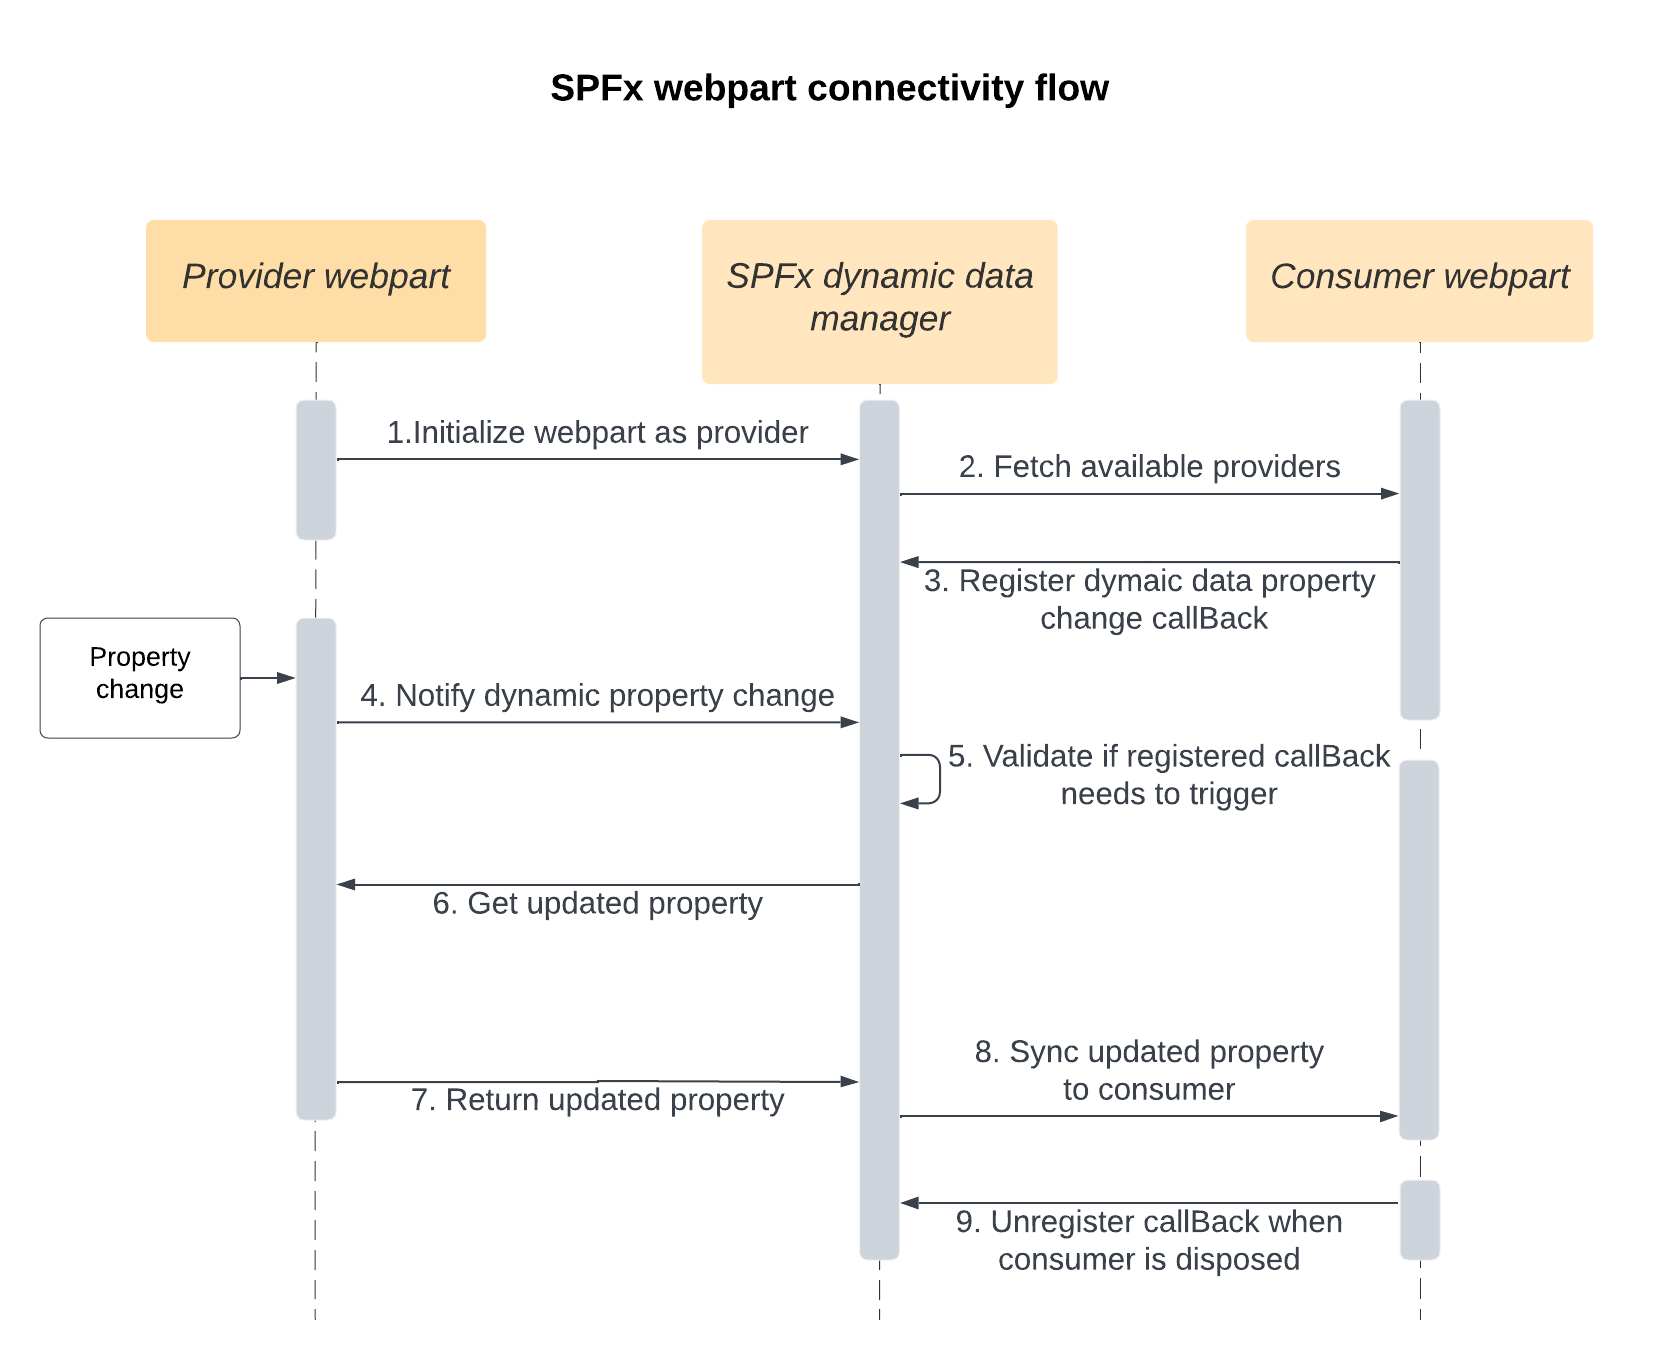 SPFx webpart connectivity flow
Provider webpart
SPFx dynamic data
manager
Consumer webpart
1.Initialize webpart as provider
2. Fetch available providers
3. Register dymaic data property
change callBack
Property
change
4. Notify dynamic property change
5. Validate if registered callBack
needs to trigger
6. Get updated property
8. Sync updated property
to consumer
7. Return updated property
9. Unregister callBack when
consumer is disposed